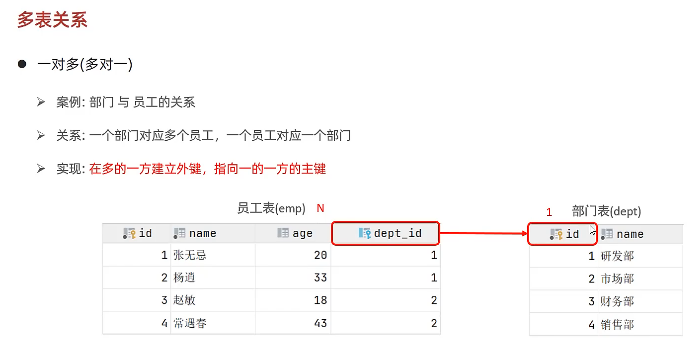 多表关系
● 一对多(多对一)
➢ 案例: 部门 与 员工的关系
➢ 关系: 一个部门对应多个员工，一个员工对应一个部门
➢ 实现: 在多的一方建立外键，指向一的一方的主键
员工表(emp) N
1 部门表(dept)
id name age dept_id
id name
1 张无忌 20 1
1 研发部
2 杨逍 33 1
2 市场部
3 赵敏 18 2
3 财务部
4 常遇春 43 2
4 销售部